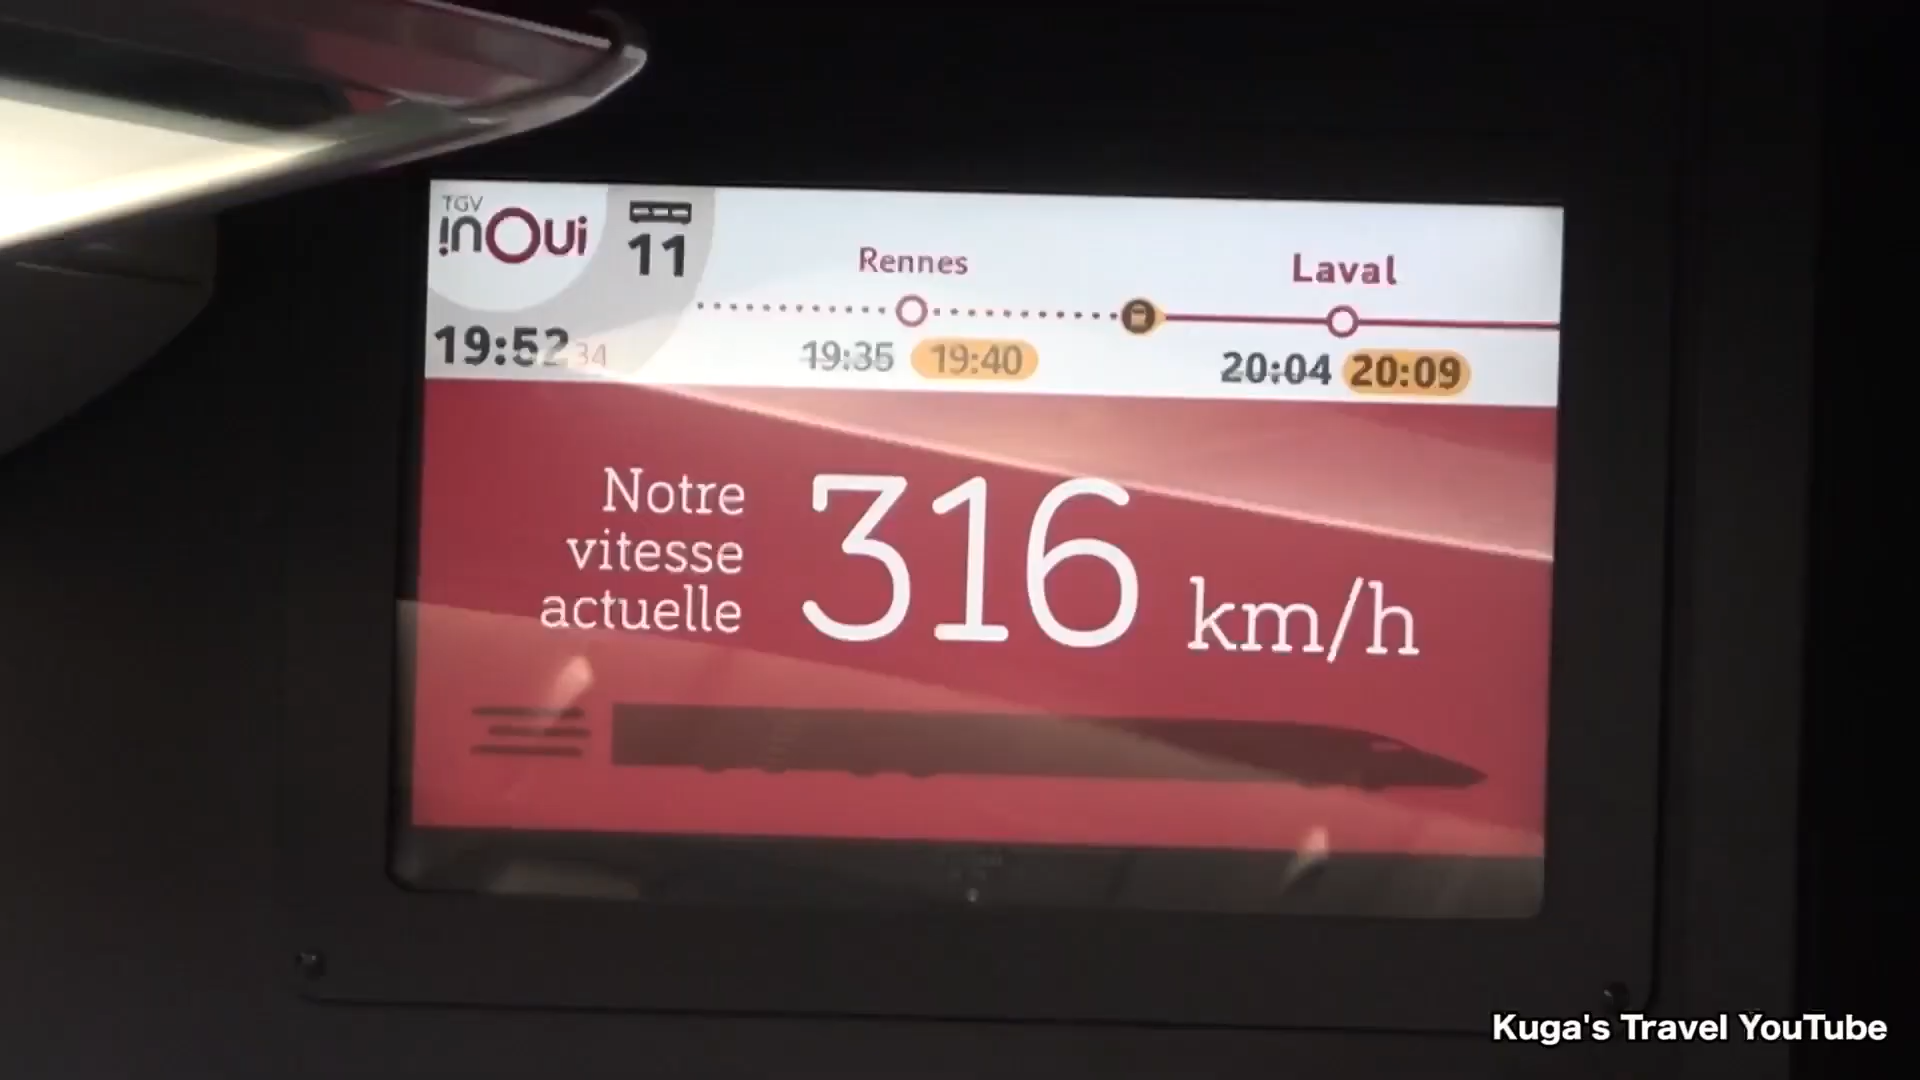 TGV
inOui
11
Rennes
Laval
19:52 34
19:35 19:40
20:04 20:09
Notre
vitesse
actuelle
316 km/h
Kuga's Travel YouTube